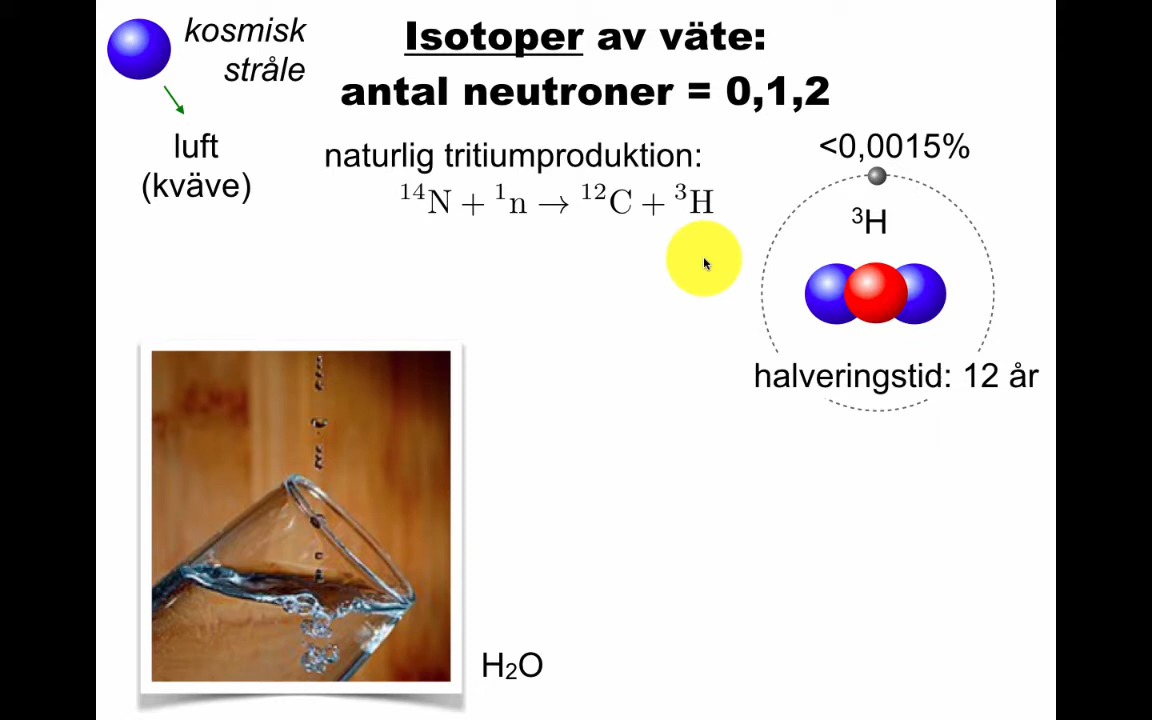 kosmisk
stråle
Isotoper av väte:
antal neutroner = 0,1,2
luft
(kväve)
naturlig tritiumproduktion:
¹⁴N + ¹n → ¹²C + ³H
<0,0015%
³H
halveringstid: 12 år
H₂O